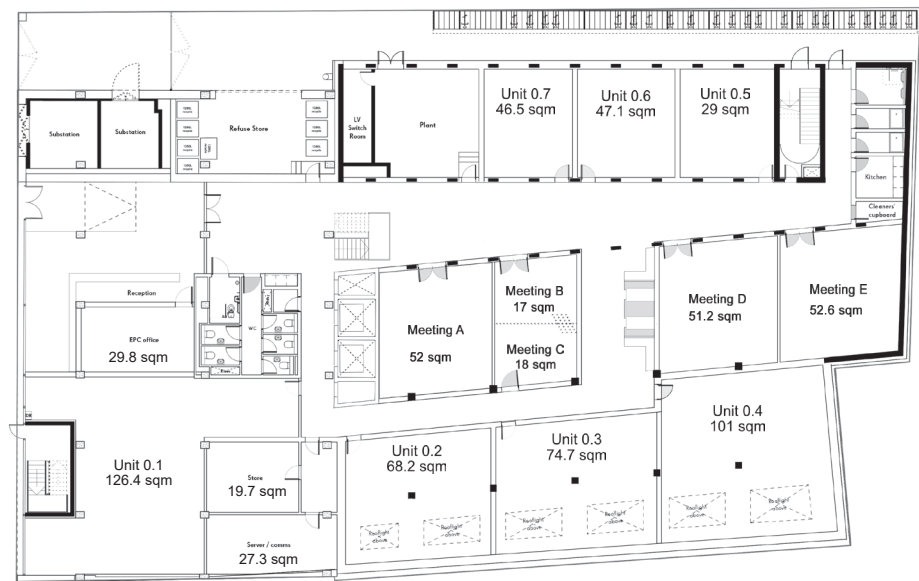 Unit 0.7
46.5 sqm
Unit 0.6
47.1 sqm
Unit 0.5
29 sqm
LV
Switch
Room
Plant
Substation
Substation
Refuse Store
Kitchen
Cleaners'
cupboard
Reception
EPC office
29.8 sqm
WC
Meeting A
52 sqm
Meeting B
17 sqm
Meeting C
18 sqm
Meeting D
51.2 sqm
Meeting E
52.6 sqm
Unit 0.1
126.4 sqm
Store
19.7 sqm
Server / comms
27.3 sqm
Unit 0.2
68.2 sqm
Unit 0.3
74.7 sqm
Unit 0.4
101 sqm
Rooflight
above
Rooflight
above
Rooflight
above
Rooflight
above
Rooflight
above
Rooflight
above